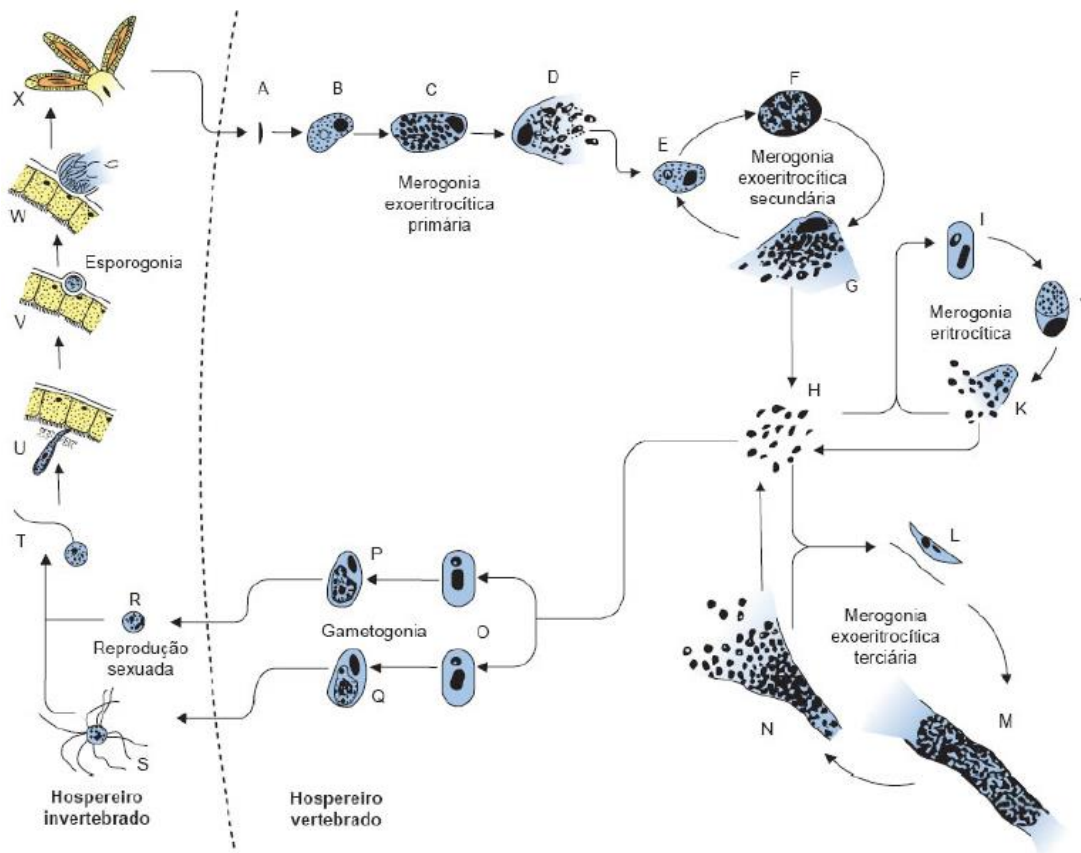 X
W
Esporogonia
V
U
T
R
Reprodução
sexuada
S
Hospereiro
invertebrado
A
B
C
D
Merogonia
exoeritrocítica
primária
E
F
Merogonia
exoeritrocítica
secundária
G
H
I
Merogonia
eritrocítica
K
L
Merogonia
exoeritrocítica
terciária
M
N
O
P
Gametogonia
Q
Hospereiro
vertebrado